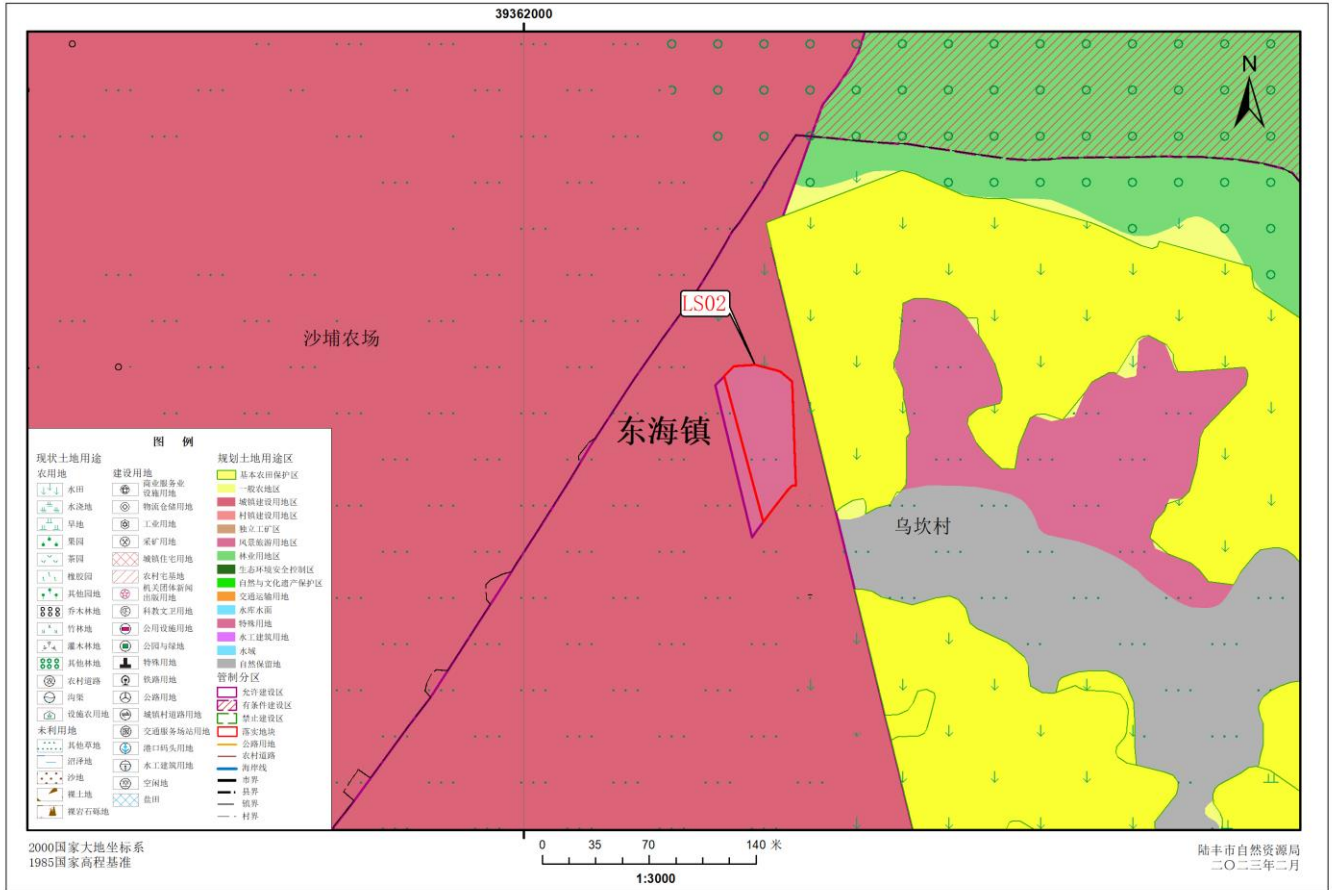 39362000
N
LS02
沙埔农场
东海镇
乌坎村
图 例
现状土地用途
农用地
水田
水浇地
旱地
果园
茶园
橡胶园
其他园地
乔木林地
竹林地
灌木林地
其他林地
农村道路
沟渠
设施农用地
未利用地
其他草地
沼泽地
沙地
裸土地
裸岩石砾地
建设用地
商业服务业
设施用地
物流仓储用地
工业用地
采矿用地
城镇住宅用地
农村宅基地
机关团体新闻
出版用地
科教文卫用地
公用设施用地
公园与绿地
特殊用地
铁路用地
公路用地
城镇村道路用地
交通服务场站用地
港口码头用地
水工建筑用地
空闲地
盐田
规划土地用途区
基本农田保护区
一般农地区
城镇建设用地区
村镇建设用地区
独立工矿区
风景旅游用地区
林业用地区
生态环境安全控制区
自然与文化遗产保护区
交通运输用地
水库水面
特殊用地
水工建筑用地
水域
自然保留地
管制分区
允许建设区
有条件建设区
禁止建设区
落实地块
公路用地
农村道路
海岸线
市界
县界
镇界
村界
2000国家大地坐标系
1985国家高程基准
0 35 70 140 米
1:3000
陆丰市自然资源局
二〇二三年二月